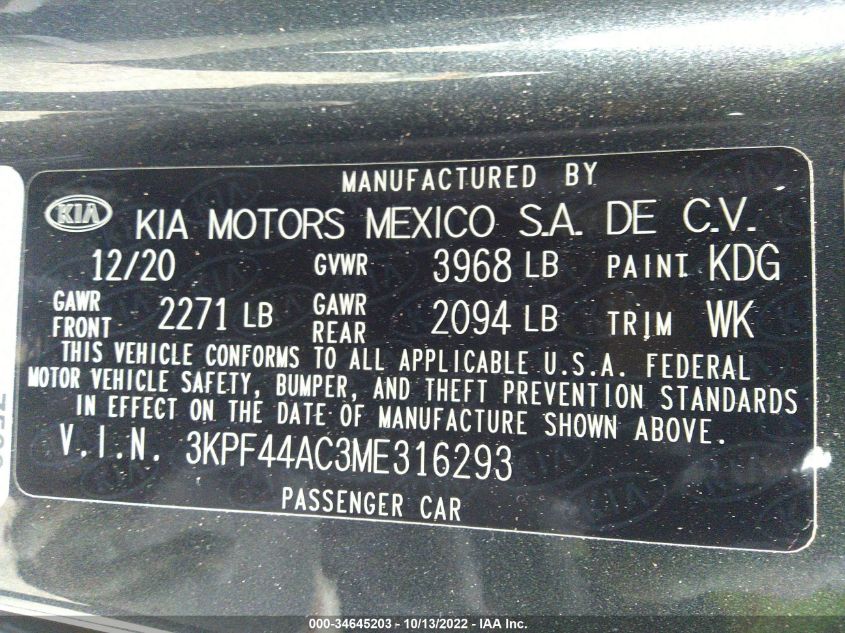 MANUFACTURED BY
KIA KIA MOTORS MEXICO S.A. DE C.V.
12/20 GVWR 3968 LB PAINT KDG
GAWR FRONT 2271 LB GAWR REAR 2094 LB TRIM WK
THIS VEHICLE CONFORMS TO ALL APPLICABLE U.S.A. FEDERAL
MOTOR VEHICLE SAFETY, BUMPER, AND THEFT PREVENTION STANDARDS
IN EFFECT ON THE DATE OF MANUFACTURE SHOWN ABOVE.
V.I.N. 3KPF44AC3ME316293
PASSENGER CAR
000-34645203 - 10/13/2022 - IAA Inc.